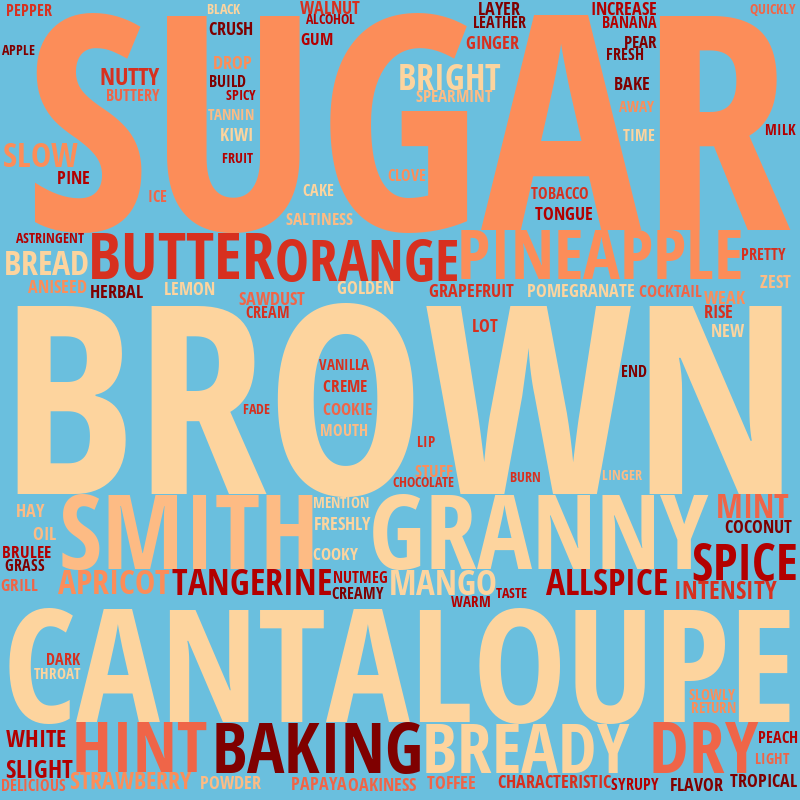 PEPPER BLACK WALNUT LAYER INCREASE QUICKLY
ALCOHOL LEATHER BANANA
CRUSH GUM GINGER PEAR
APPLE FRESH
SUGAR
NUTTY DROP BRIGHT BAKE
BUILD
BUTTERY SPICY SPEARMINT
TANNIN AWAY
KIWI TIME MILK
SLOW FRUIT
PINE CLOVE
ICE CAKE TOBACCO
SALTINESS TONGUE
ASTRINGENT
BREAD BUTTER ORANGE PINEAPPLE PRETTY
ANISEED HERBAL LEMON GOLDEN GRAPEFRUIT POMEGRANATE COCKTAIL ZEST
SAWDUST WEAK
CREAM RISE
LOT NEW
BROWN
VANILLA END
CREME
FADE COOKIE
MOUTH
LIP
STUFF
CHOCOLATE BURN LINGER
HAY SMITH MENTION GRANNY MINT
FRESHLY COCONUT
OIL
BRULEE COOKY SPICE
GRASS
GRILL APRICOT TANGERINE NUTMEG MANGO ALLSPICE INTENSITY
CREAMY TASTE
WARM
CANTALOUPE
DARK
THROAT
SLOWLY
RETURN
WHITE HINT BAKING BREADY DRY PEACH
SLIGHT LIGHT
DELICIOUS STRAWBERRY POWDER PAPAYA OAKINESS TOFFEE CHARACTERISTIC SYRUPY FLAVOR TROPICAL